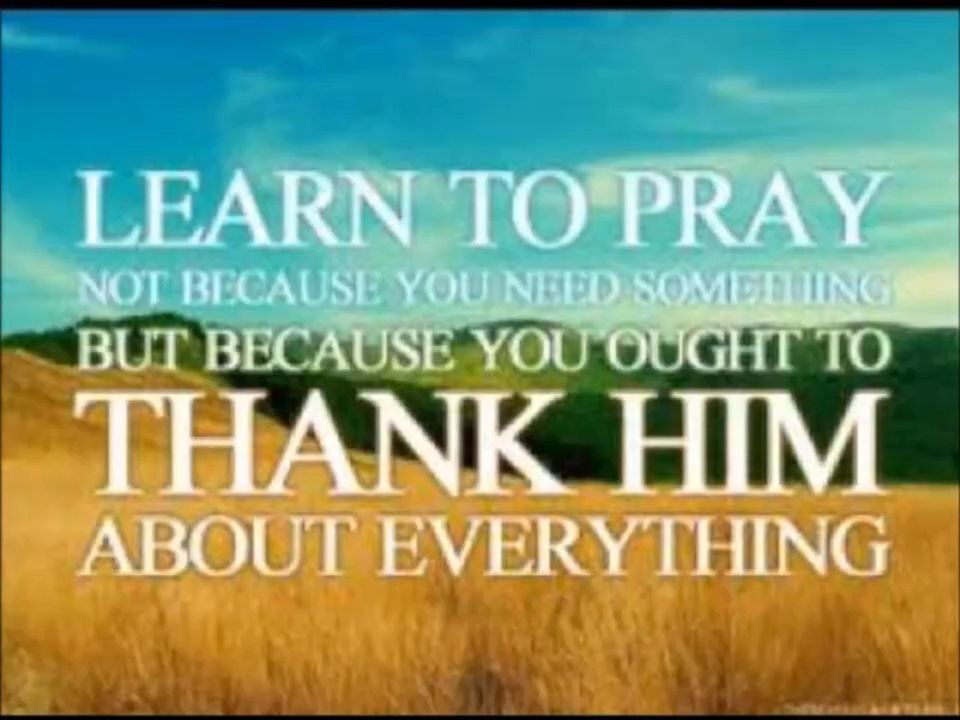 LEARN TO PRAY
NOT BECAUSE YOU NEED SOMETHING
BUT BECAUSE YOU OUGHT TO
THANK HIM
ABOUT EVERYTHING